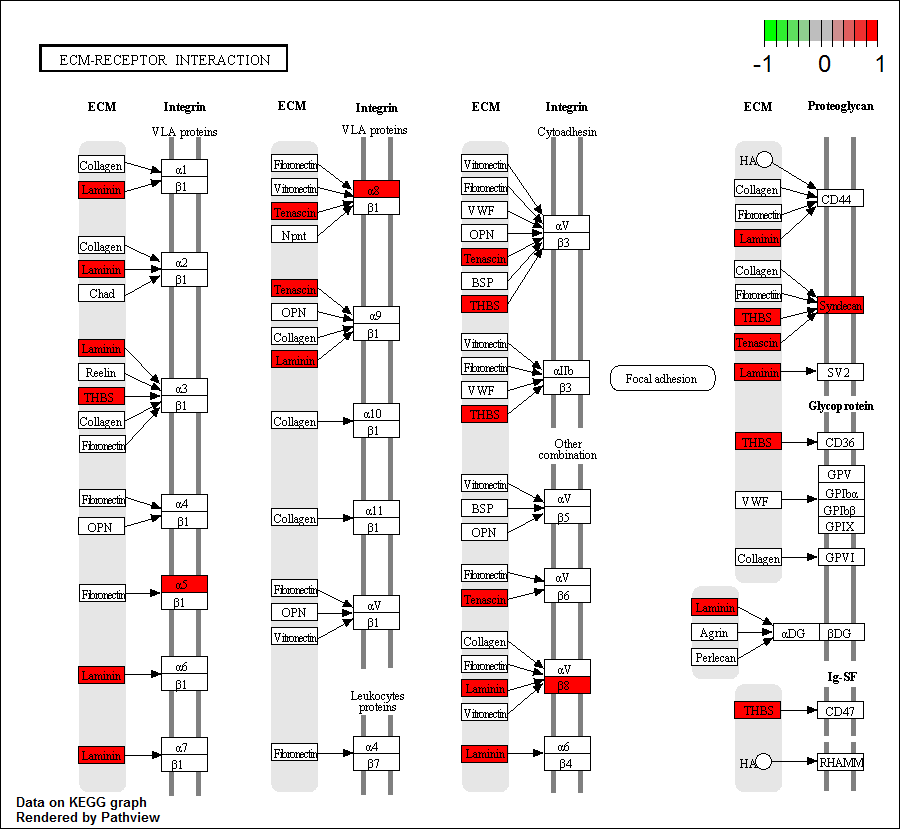 ECM-RECEPTOR INTERACTION
-1 0 1
ECM Integrin
VLA proteins
Collagen
Laminin
α1
β1
Collagen
Laminin
Chad
α2
β1
Laminin
Reelin
THBS
Collagen
Fibronectin
α3
β1
Fibronectin
OPN
α4
β1
Fibronectin
α5
β1
Laminin
α6
β1
Laminin
α7
β1
ECM Integrin
VLA proteins
Fibronectin
Vitronectin
Tenascin
Npnt
α8
β1
Tenascin
OPN
Collagen
Laminin
α9
β1
Collagen
α10
β1
Collagen
α11
β1
Fibronectin
OPN
Vitronectin
αV
β1
Leukocytes
proteins
Fibronectin
α4
β7
ECM Integrin
Cytoadhesin
Vitronectin
Fibronectin
VWF
OPN
Tenascin
BSP
THBS
αV
β3
Vitronectin
Fibronectin
VWF
THBS
αIIb
β3
Other
combination
Vitronectin
BSP
OPN
αV
β5
Fibronectin
Tenascin
αV
β6
Collagen
Fibronectin
Laminin
Vitronectin
αV
β8
Laminin
α6
β4
Focal adhesion
ECM Proteoglycan
HA
Collagen
Fibronectin
Laminin
CD44
Collagen
Fibronectin
THBS
Tenascin
Syndecan
Laminin
SV2
Glycoprotein
THBS
CD36
VWF
GPV
GPIbα
GPIbβ
GPIX
Collagen
GPVI
Laminin
Agrin
Perlecan
αDG
βDG
Ig-SF
THBS
CD47
HA
RHAMM
Data on KEGG graph
Rendered by Pathview